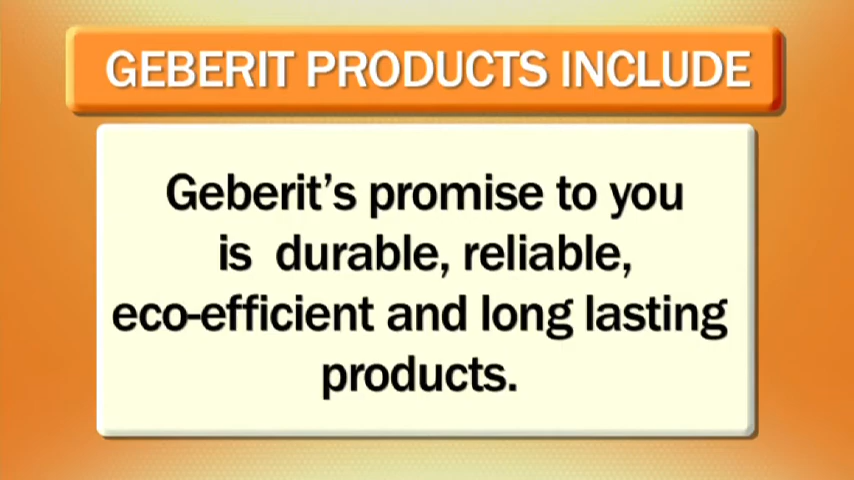 GEBERIT PRODUCTS INCLUDE
Geberit’s promise to you
is durable, reliable,
eco-efficient and long lasting
products.